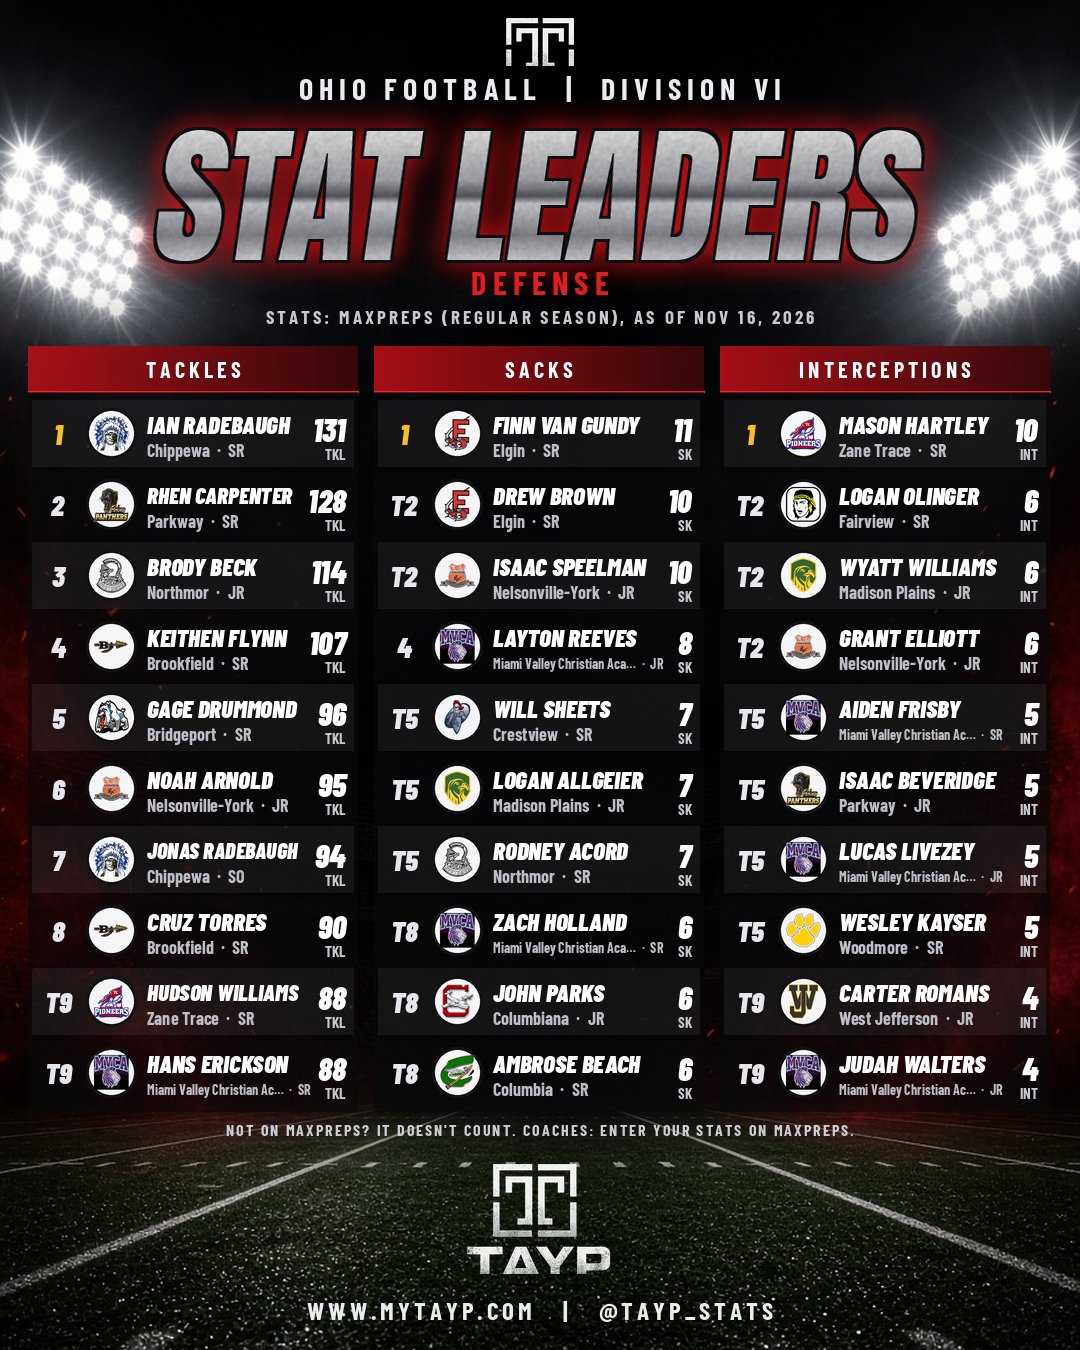 OHIO FOOTBALL | DIVISION VI
STAT LEADERS
DEFENSE
STATS: MAXPREPS (REGULAR SEASON), AS OF NOV 16, 2026
TACKLES
1 IAN RADEBAUGH 131
Chippewa · SR TKL
2 RHEN CARPENTER 128
Parkway · SR TKL
3 BRODY BECK 114
Northmor · JR TKL
4 KEITHEN FLYNN 107
Brookfield · SR TKL
5 GAGE DRUMMOND 96
Bridgeport · SR TKL
6 NOAH ARNOLD 95
Nelsonville-York · JR TKL
7 JONAS RADEBAUGH 94
Chippewa · SO TKL
8 CRUZ TORRES 90
Brookfield · SR TKL
T9 HUDSON WILLIAMS 88
Zane Trace · SR TKL
T9 HANS ERICKSON 88
Miami Valley Christian Ac... · SR TKL
SACKS
1 FINN VAN GUNDY 11
Elgin · SR SK
T2 DREW BROWN 10
Elgin · SR SK
T2 ISAAC SPEELMAN 10
Nelsonville-York · JR SK
4 LAYTON REEVES 8
Miami Valley Christian Aca... · JR SK
T5 WILL SHEETS 7
Crestview · SR SK
T5 LOGAN ALLGEIER 7
Madison Plains · JR SK
T5 RODNEY ACORD 7
Northmor · SR SK
T8 ZACH HOLLAND 6
Miami Valley Christian Aca... · SR SK
T8 JOHN PARKS 6
Columbiana · JR SK
T8 AMBROSE BEACH 6
Columbia · SR SK
INTERCEPTIONS
1 MASON HARTLEY 10
Zane Trace · SR INT
T2 LOGAN OLINGER 6
Fairview · SR INT
T2 WYATT WILLIAMS 6
Madison Plains · JR INT
T2 GRANT ELLIOTT 6
Nelsonville-York · JR INT
T5 AIDEN FRISBY 5
Miami Valley Christian Ac... · SR INT
T5 ISAAC BEVERIDGE 5
Parkway · JR INT
T5 LUCAS LIVEZEY 5
Miami Valley Christian Ac... · JR INT
T5 WESLEY KAYSER 5
Woodmore · SR INT
T9 CARTER ROMANS 4
West Jefferson · JR INT
T9 JUDAH WALTERS 4
Miami Valley Christian Ac... · JR INT
NOT ON MAXPREPS? IT DOESN'T COUNT. COACHES: ENTER YOUR STATS ON MAXPREPS.
TAYP
WWW.MYTAYP.COM | @TAYP_STATS